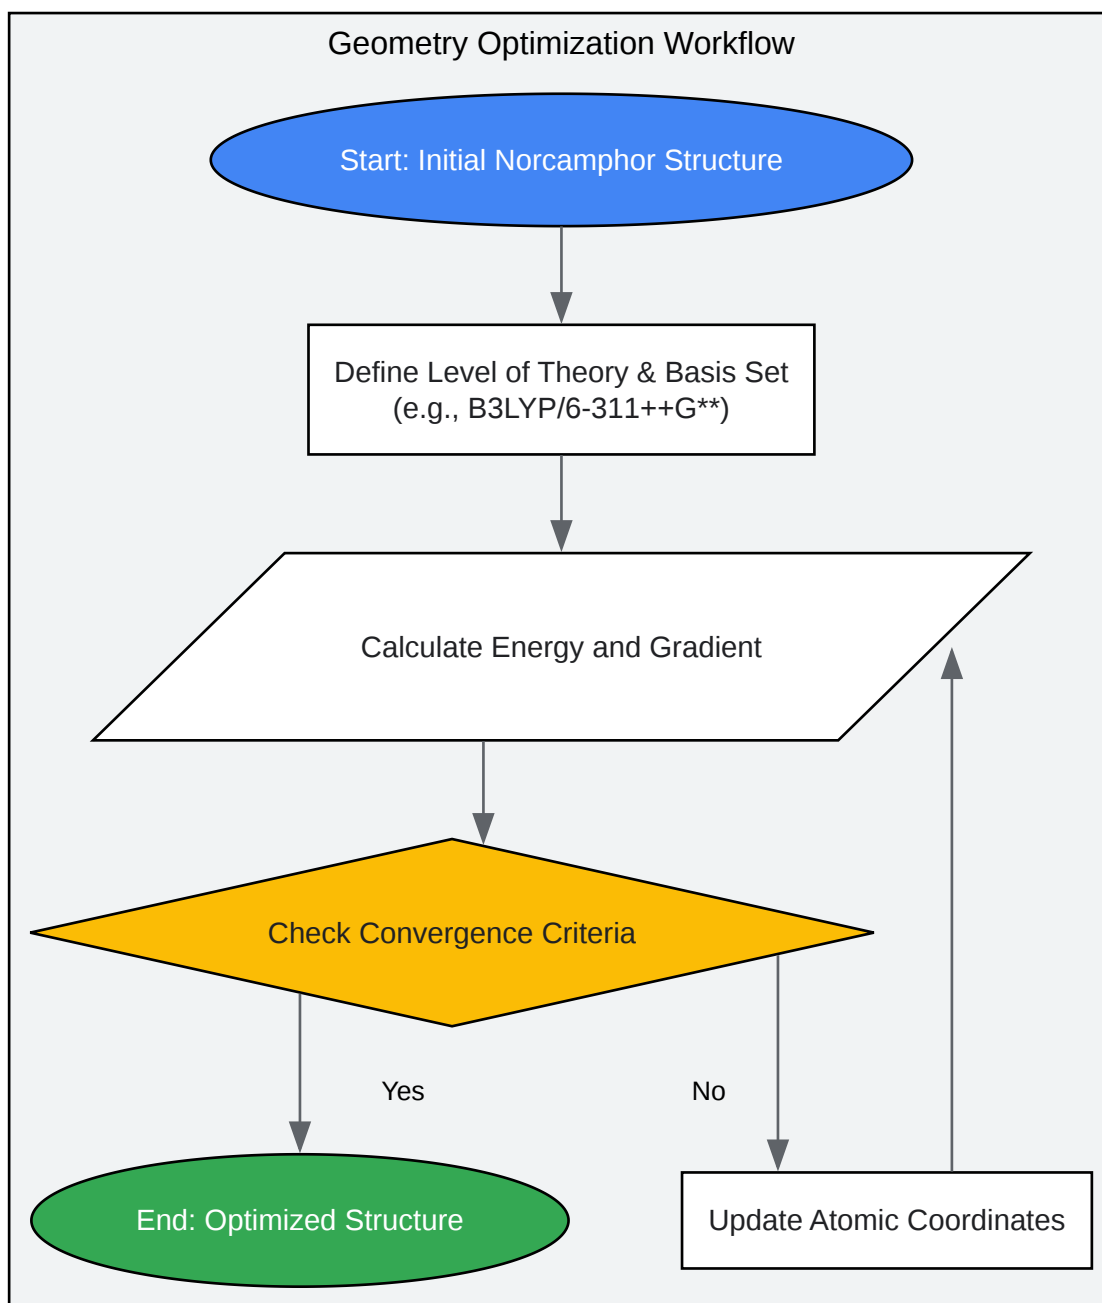 Geometry Optimization Workflow
Start: Initial Norcamphor Structure
Define Level of Theory & Basis Set
(e.g., B3LYP/6-311++G**)
Calculate Energy and Gradient
Check Convergence Criteria
Yes
No
End: Optimized Structure
Update Atomic Coordinates